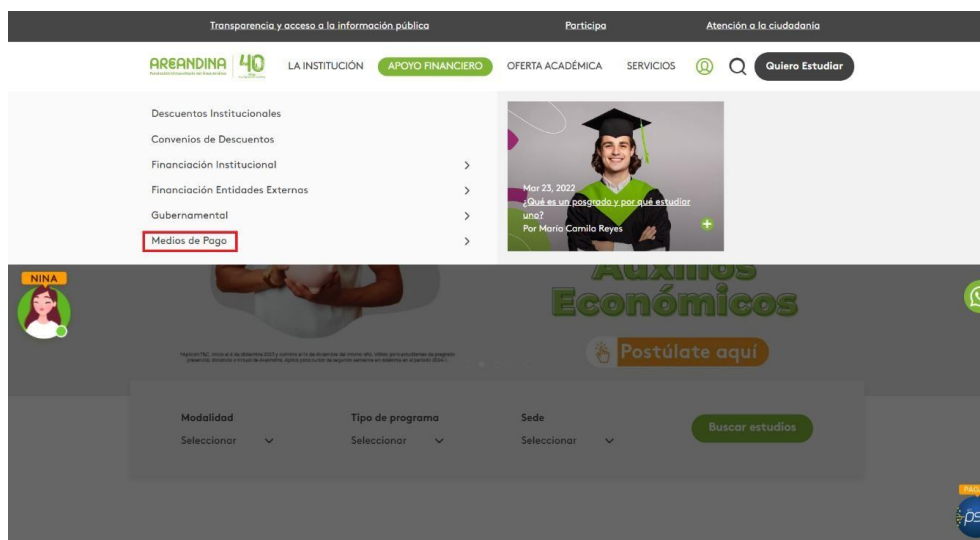 Transparencia y acceso a la información pública
Participa
Atención a la ciudadanía
AREANDINA
40
LA INSTITUCIÓN
APOYO FINANCIERO
OFERTA ACADÉMICA
SERVICIOS
Quiero Estudiar
Descuentos Institucionales
Convenios de Descuentos
Financiación Institucional
Financiación Entidades Externas
Gubernamental
Medios de Pago
Mar 23, 2022
¿Qué es un posgrado y por qué estudiar
uno?
Por María Camila Reyes
NINA
Auxilios
Económicos
Postúlate aquí
Modalidad
Tipo de programa
Sede
Seleccionar
Seleccionar
Seleccionar
Buscar estudios